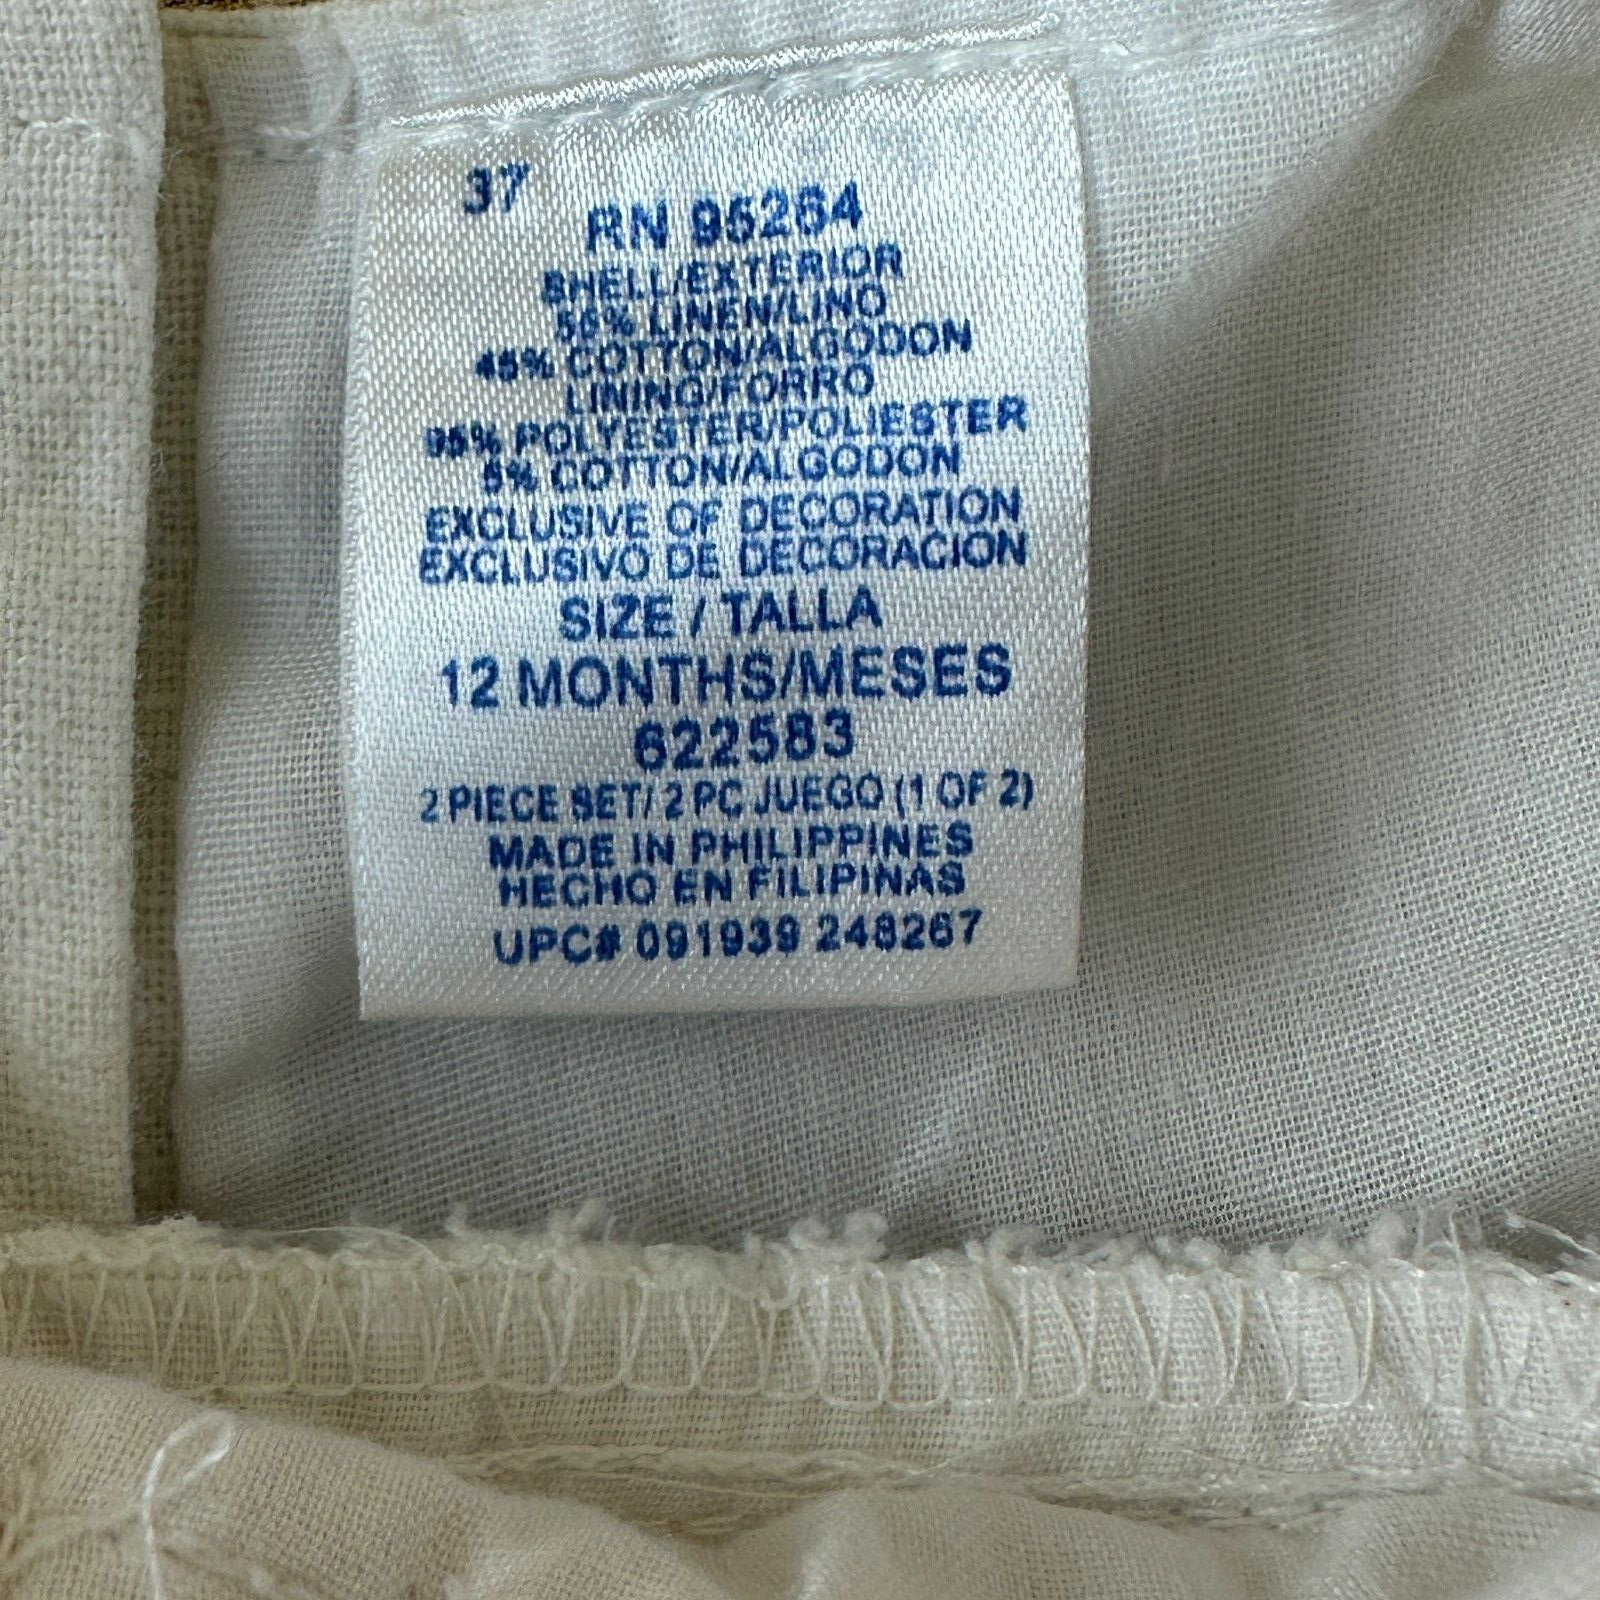 37
RN 95264
SHELL/EXTERIOR
55% LINEN/LINO
45% COTTON/ALGODON
LINING/FORRO
95% POLYESTER/POLIESTER
5% COTTON/ALGODON
EXCLUSIVE OF DECORATION
EXCLUSIVO DE DECORACION
SIZE / TALLA
12 MONTHS/MESES
622583
2 PIECE SET/ 2 PC JUEGO (1 OF 2)
MADE IN PHILIPPINES
HECHO EN FILIPINAS
UPC# 091939 248267